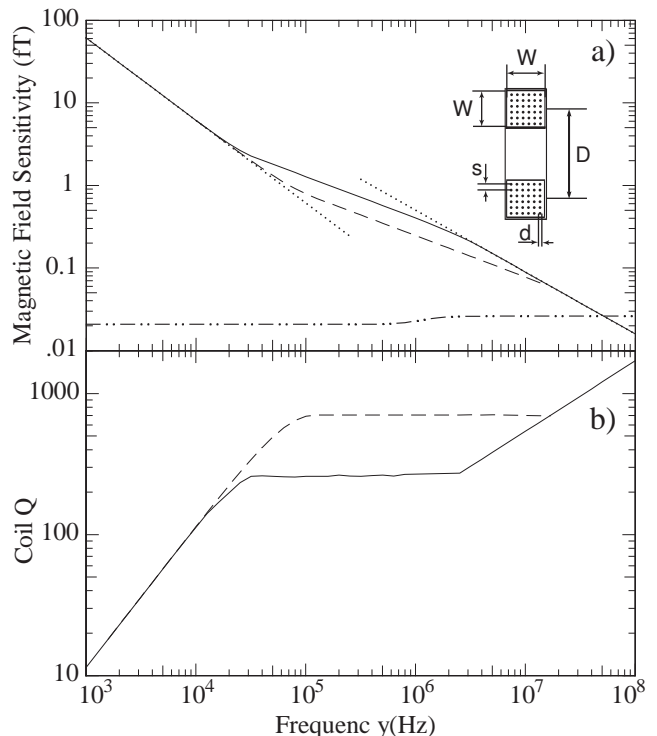 Magnetic Field Sensitivity (fT)
100
10
1
0.1
.01
a)
W
W
D
s
d
Coil Q
1000
100
10
b)
10³ 10⁴ 10⁵ 10⁶ 10⁷ 10⁸
Frequenc y(Hz)